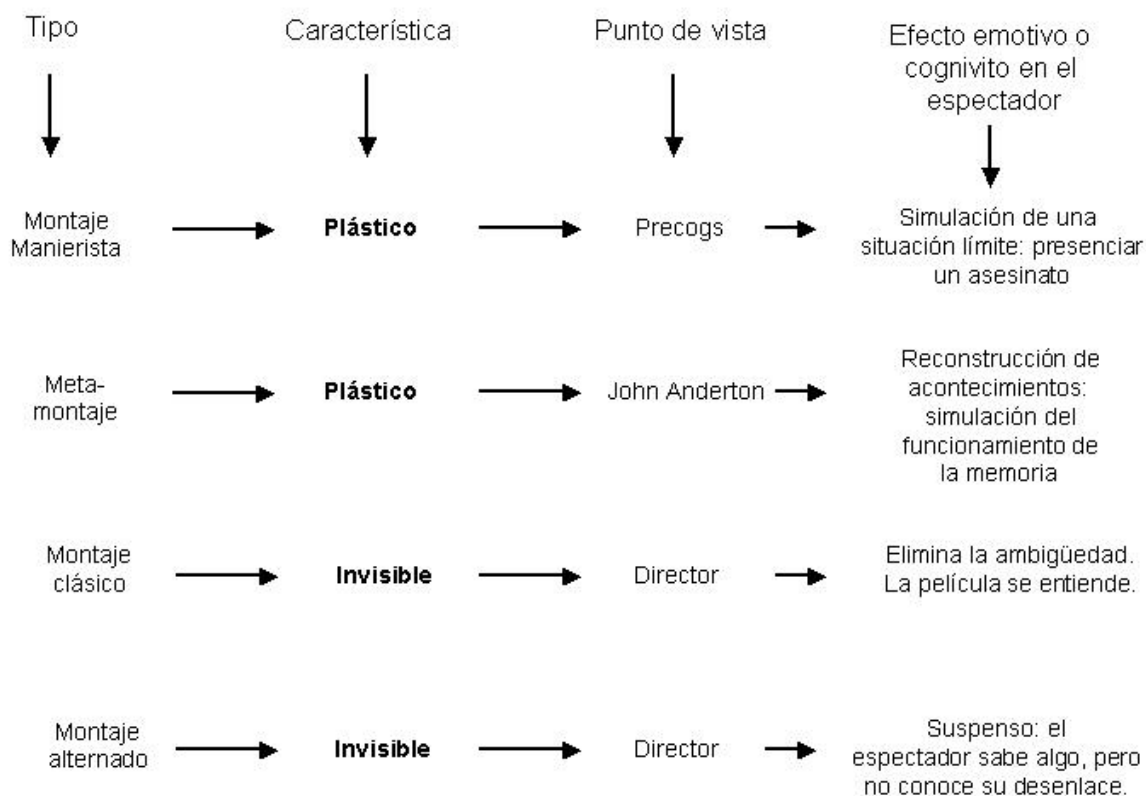 Tipo
Característica
Punto de vista
Efecto emotivo o
cognivito en el
espectador
Montaje
Manierista
Plástico
Precogs
Simulación de una
situación límite: presenciar
un asesinato
Meta-
montaje
Plástico
John Anderton
Reconstrucción de
acontecimientos:
simulación del
funcionamiento de
la memoria
Montaje
clásico
Invisible
Director
Elimina la ambigüedad.
La película se entiende.
Montaje
alternado
Invisible
Director
Suspenso: el
espectador sabe algo, pero
no conoce su desenlace.